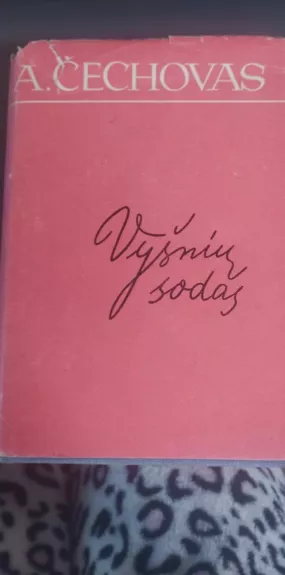 A. ČECHOVAS
Vyšnių
sodas